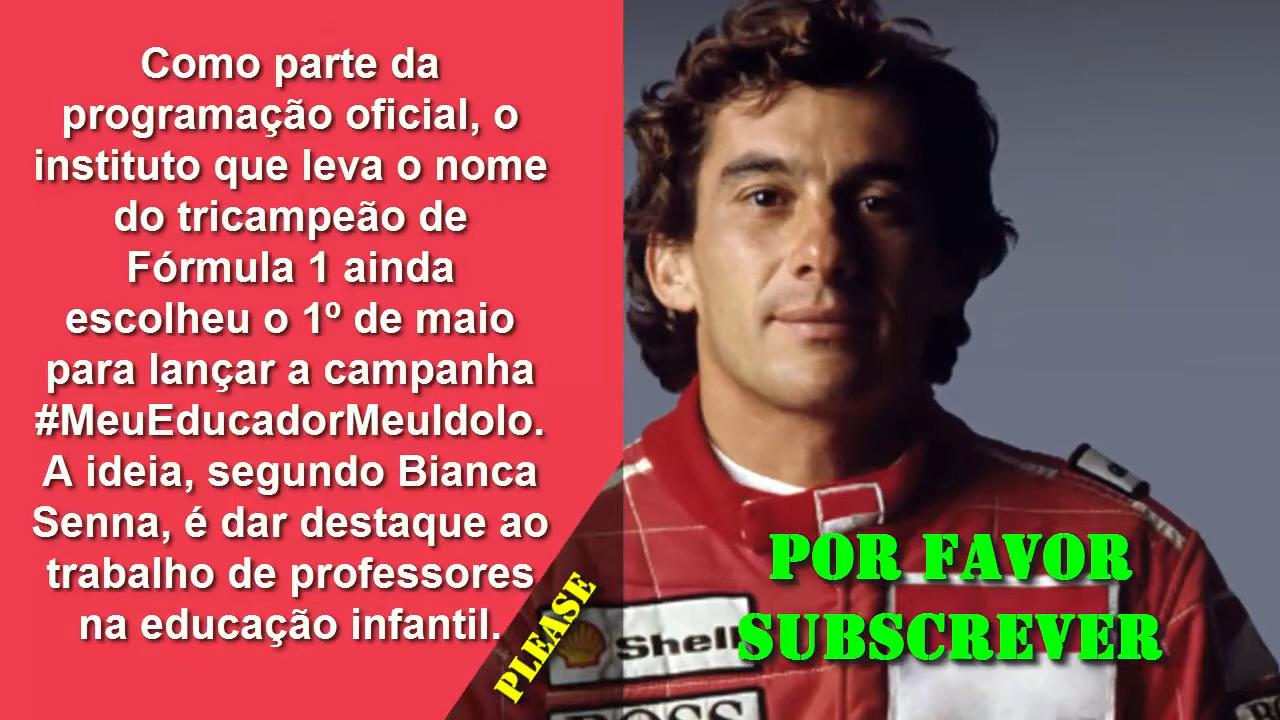 Como parte da
programação oficial, o
instituto que leva o nome
do tricampeão de
Fórmula 1 ainda
escolheu o 1º de maio
para lançar a campanha
#MeuEducadorMeuIdolo.
A ideia, segundo Bianca
Senna, é dar destaque ao
trabalho de professores
na educação infantil.
PLEASE
POR FAVOR
SUBSCREVER
Shell
BOSS